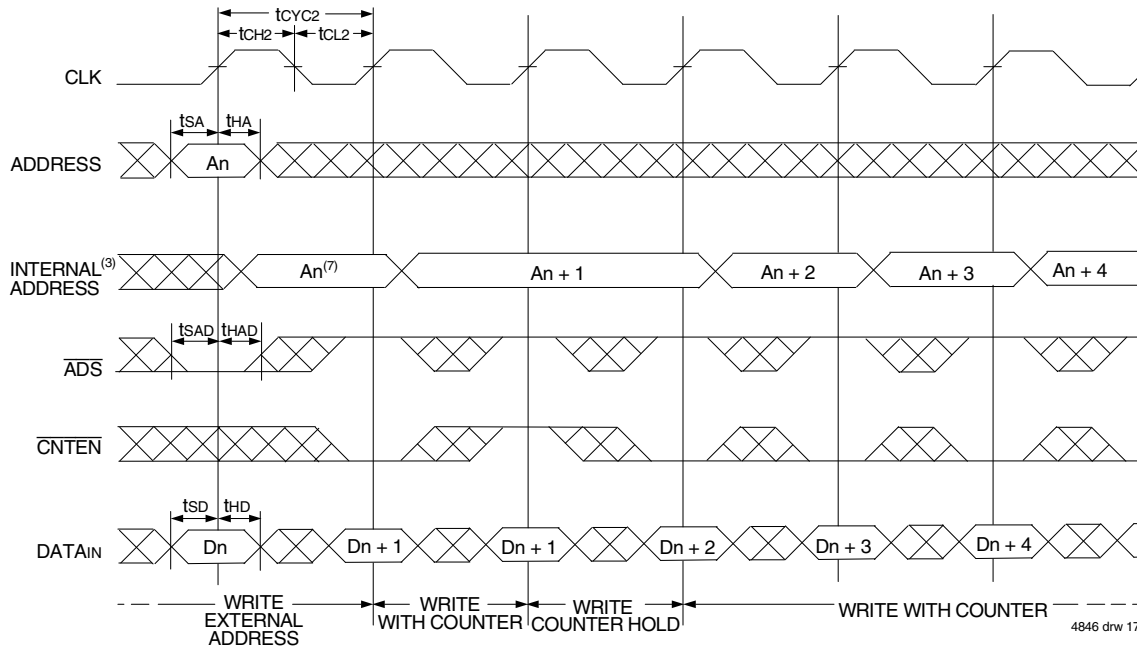 tCYC2
tCH2 tCL2
CLK
tSA tHA
ADDRESS An
INTERNAL(3) ADDRESS An(7) An + 1 An + 2 An + 3 An + 4
tSAD tHAD
ADS
CNTEN
tSD tHD
DATAIN Dn Dn + 1 Dn + 1 Dn + 2 Dn + 3 Dn + 4
WRITE EXTERNAL ADDRESS
WRITE WITH COUNTER
WRITE COUNTER HOLD
WRITE WITH COUNTER
4846 drw 17